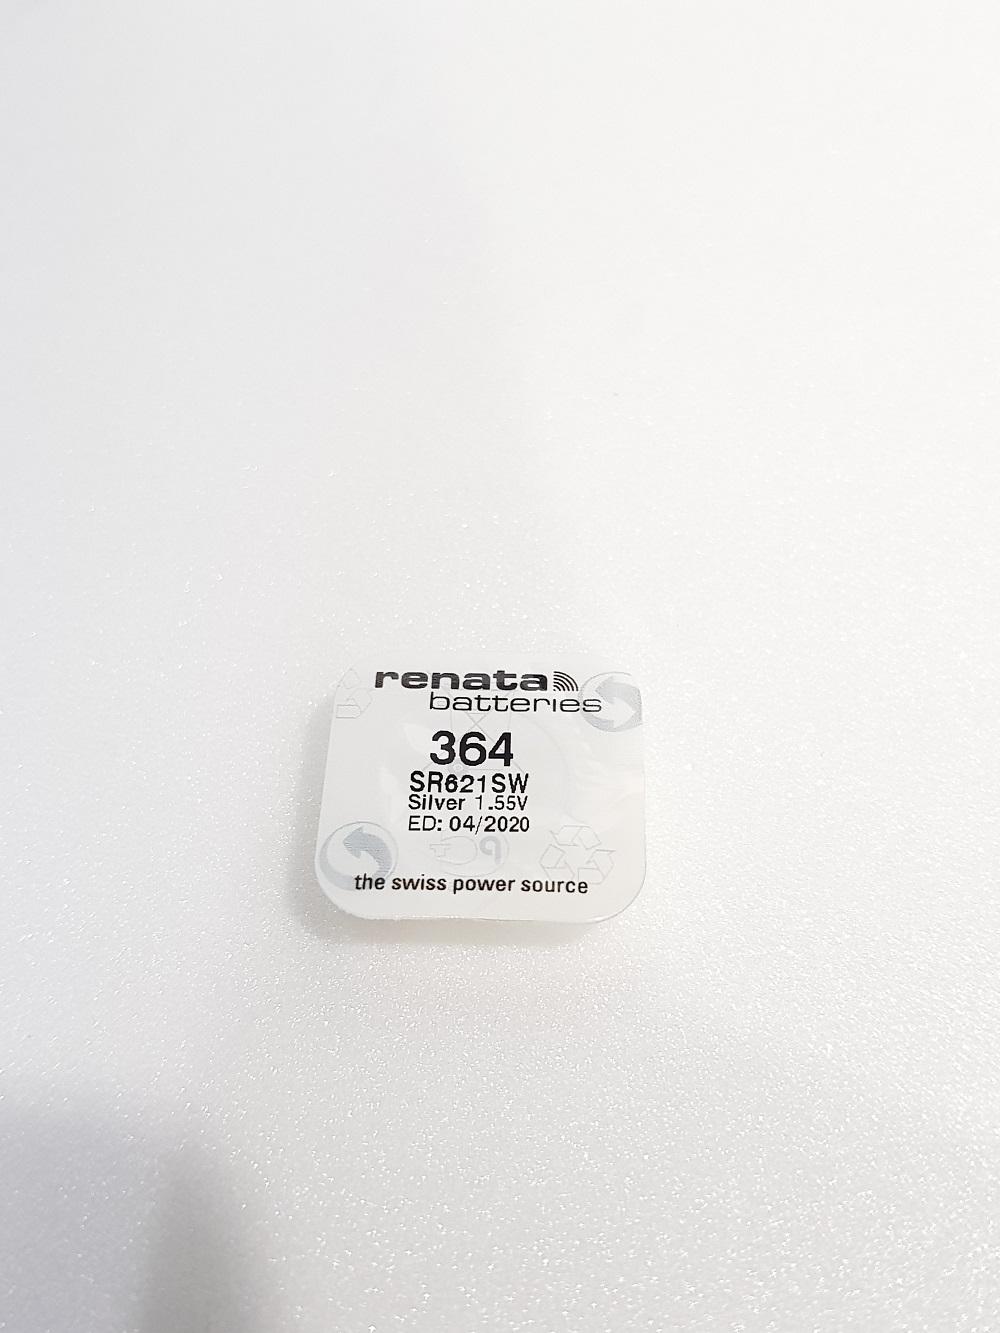 renata
batteries
364
SR621SW
Silver 1.55V
ED: 04/2020
the swiss power source